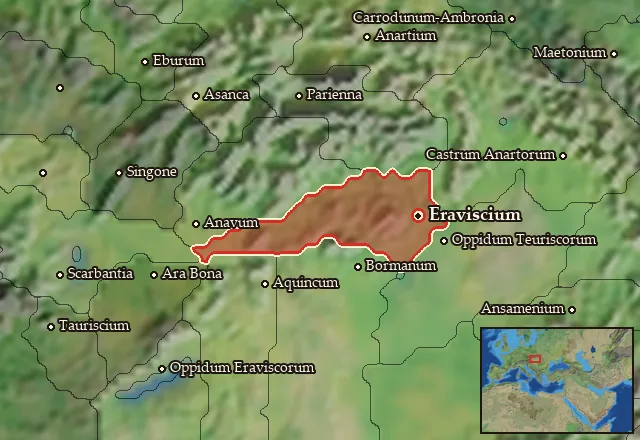 Carrodunum-Ambronia
Anartium
Maetonium
Eburum
Asanca
Parienna
Castrum Anartorum
Singone
Eraviscium
Anavum
Oppidum Teuriscorum
Bormanum
Scarbantia
Ara Bona
Aquincum
Ansamenium
Tauriscium
Oppidum Eraviscorum